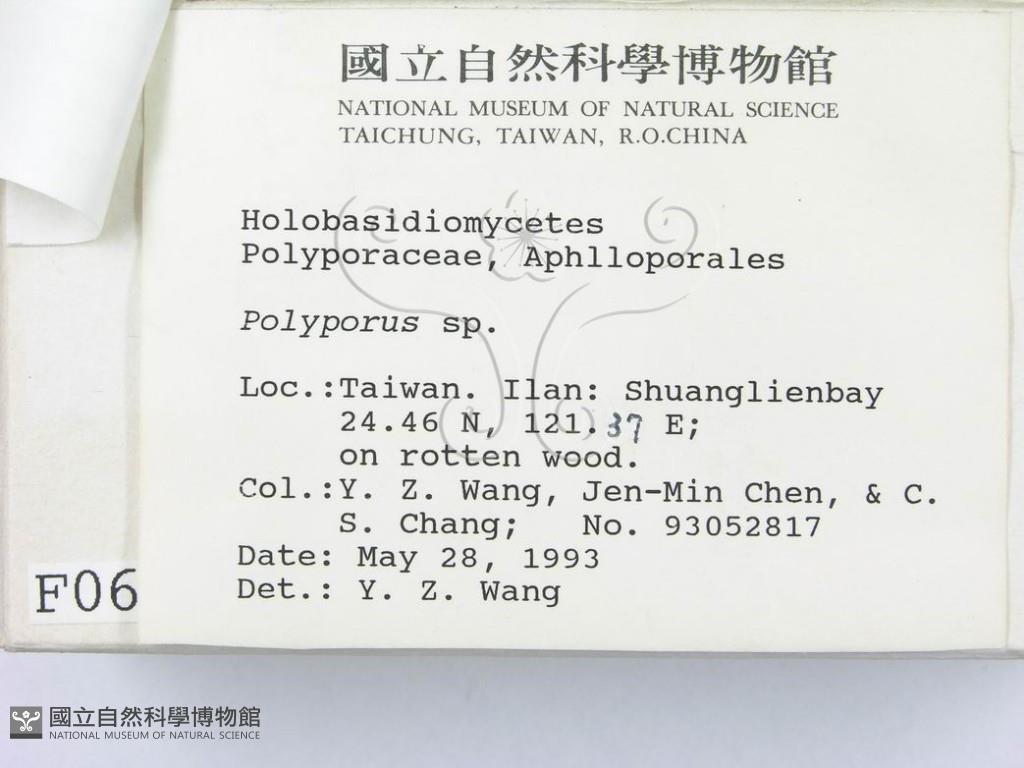 國立自然科學博物館
NATIONAL MUSEUM OF NATURAL SCIENCE
TAICHUNG, TAIWAN, R.O.CHINA
Holobasidiomycetes
Polyporaceae, Aphlloporales
Polyporus sp.
Loc.:Taiwan. Ilan: Shuanglienbay
24.46 N, 121.37 E;
on rotten wood.
Col.:Y. Z. Wang, Jen-Min Chen, & C.
S. Chang; No. 93052817
Date: May 28, 1993
Det.: Y. Z. Wang
F06
國立自然科學博物館
NATIONAL MUSEUM OF NATURAL SCIENCE